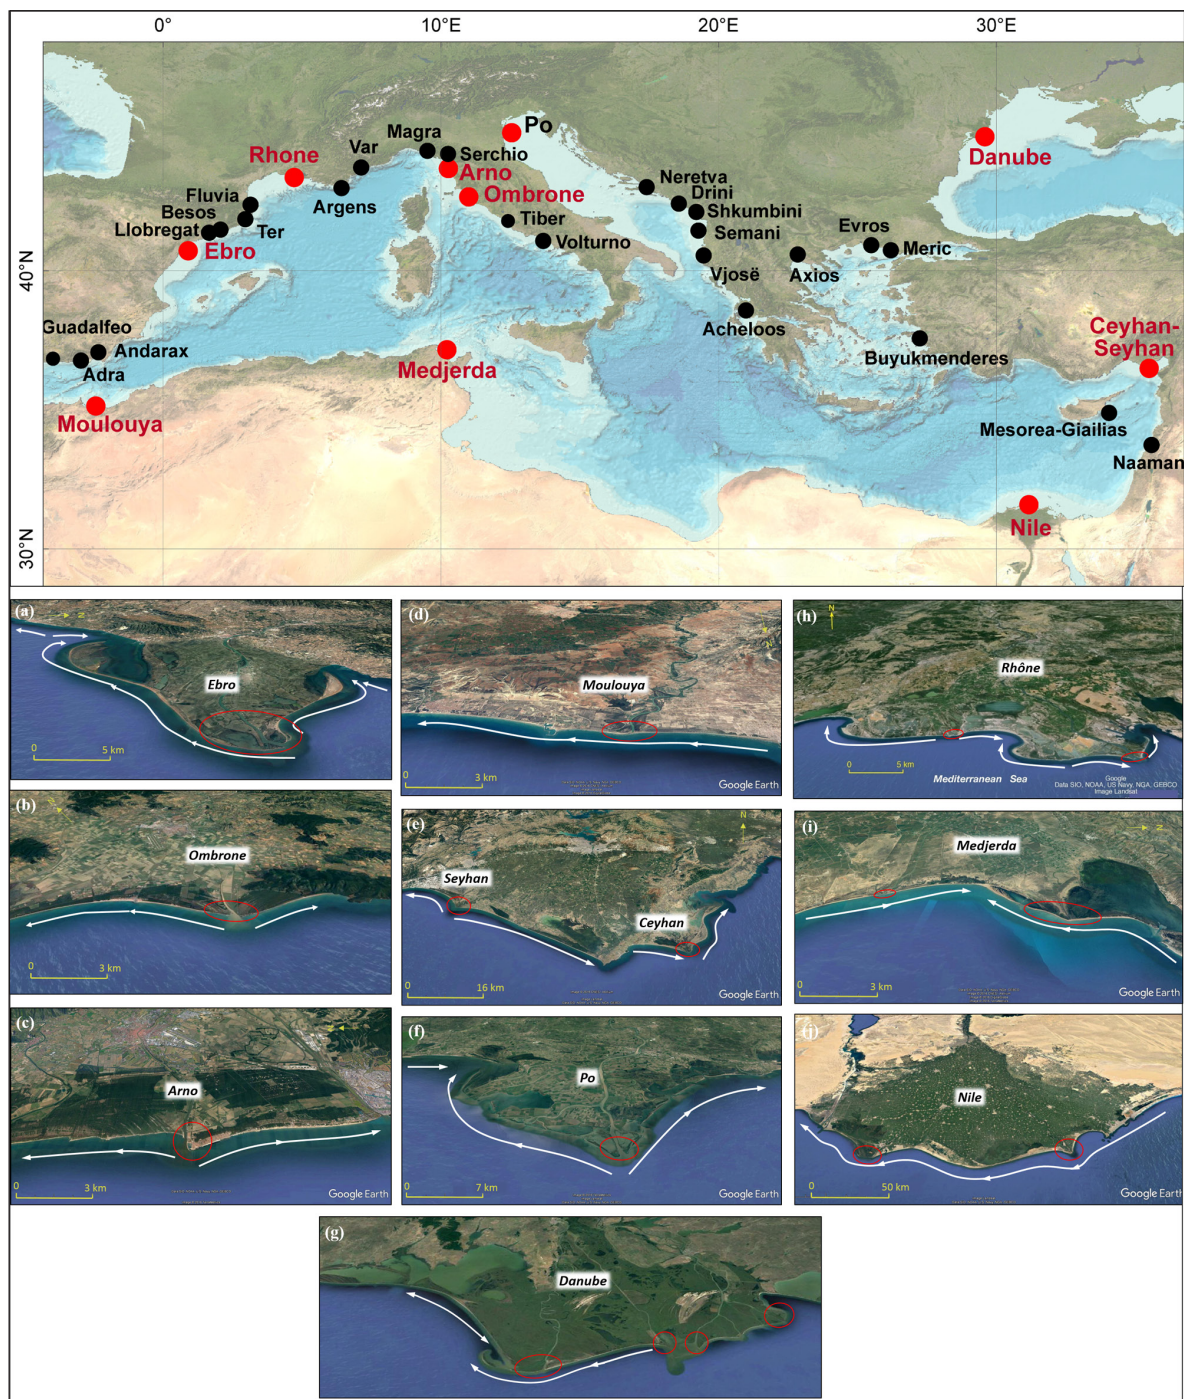 0°
10°E
20°E
30°E
40°N
30°N
Po
Magra
Var
Serchio
Rhone
Arno
Danube
Neretva
Fluvia
Ombrone
Drini
Besos
Argens
Shkumbini
Llobregat
Ter
Tiber
Evros
Semani
Ebro
Volturno
Meric
Vjosë
Axios
Guadalfeo
Acheloos
Ceyhan-
Seyhan
Andarax
Medjerda
Buyukmenderes
Adra
Moulouya
Mesorea-Giailias
Naaman
Nile
(a)
N
Ebro
0
5 km
(d)
N
Moulouya
0
3 km
Google Earth
(h)
N
Rhône
0
5 km
Mediterranean Sea
Google
Data SIO, NOAA, US Navy, NGA, GEBCO
Image Landsat
(b)
Ombrone
0
3 km
(e)
N
Seyhan
Ceyhan
0
16 km
Google Earth
(i)
Medjerda
0
3 km
Google Earth
(c)
Arno
0
3 km
Google Earth
(f)
Po
0
7 km
Google Earth
(j)
Nile
0
50 km
Google Earth
(g)
Danube